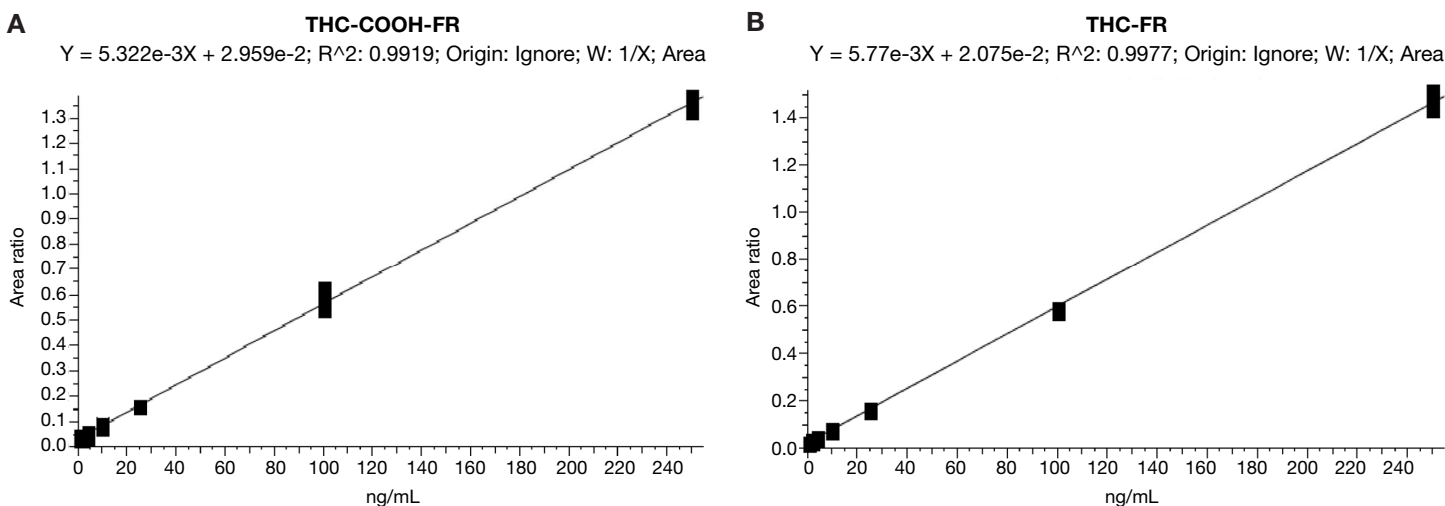 A
THC-COOH-FR
Y = 5.322e-3X + 2.959e-2; R^2: 0.9919; Origin: Ignore; W: 1/X; Area
Area ratio
1.3
1.2
1.1
1.0
0.9
0.8
0.7
0.6
0.5
0.4
0.3
0.2
0.1
0.0
0 20 40 60 80 100 120 140 160 180 200 220 240
ng/mL
B
THC-FR
Y = 5.77e-3X + 2.075e-2; R^2: 0.9977; Origin: Ignore; W: 1/X; Area
Area ratio
1.4
1.2
1.0
0.8
0.6
0.4
0.2
0.0
0 20 40 60 80 100 120 140 160 180 200 220 240
ng/mL